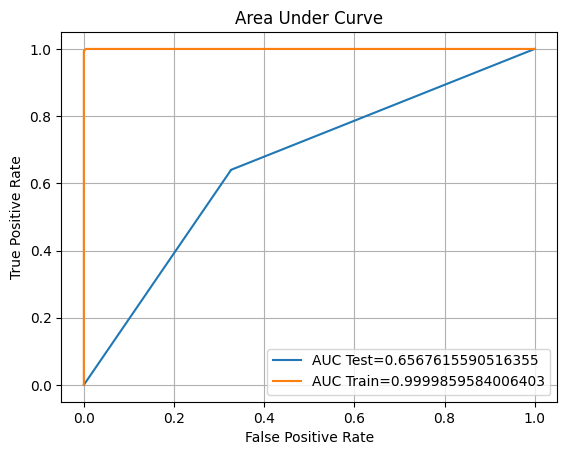 Area Under Curve
True Positive Rate
1.0
0.8
0.6
0.4
0.2
0.0
AUC Test=0.6567615590516355
AUC Train=0.9999859584006403
0.0 0.2 0.4 0.6 0.8 1.0
False Positive Rate